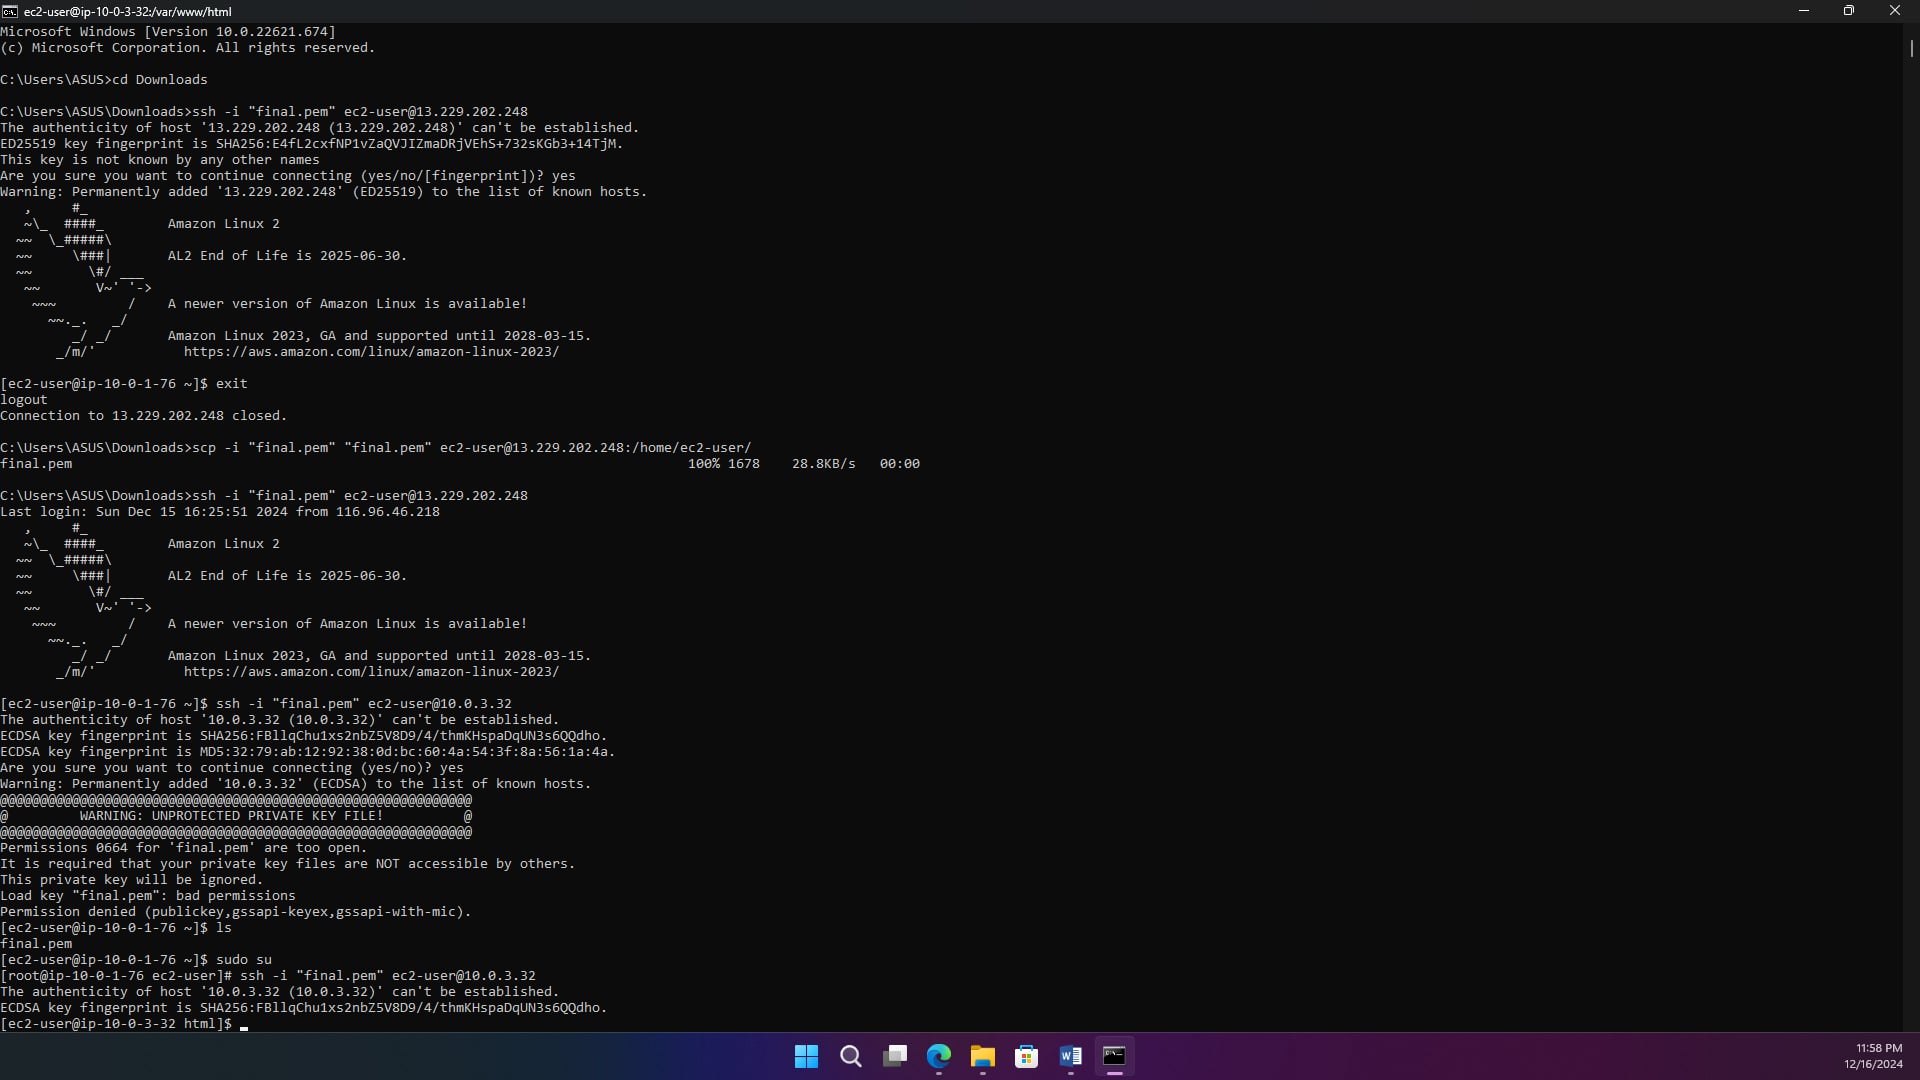 ec2-user@ip-10-0-3-32:/var/www/html
Microsoft Windows [Version 10.0.22621.674]
(c) Microsoft Corporation. All rights reserved.
C:\Users\ASUS>cd Downloads
C:\Users\ASUS\Downloads>ssh -i "final.pem" ec2-user@13.229.202.248
The authenticity of host '13.229.202.248 (13.229.202.248)' can't be established.
ED25519 key fingerprint is SHA256:E4fL2cxfNP1vZaQVJIZmaDRjVEhS+732sKGb3+14TjM.
This key is not known by any other names
Are you sure you want to continue connecting (yes/no/[fingerprint])? yes
Warning: Permanently added '13.229.202.248' (ED25519) to the list of known hosts.
   ,     #_
   ~\_  ####_        Amazon Linux 2
  ~~  \_#####\
  ~~     \###|       AL2 End of Life is 2025-06-30.
  ~~       \#/ ___
   ~~       V~' '->
    ~~~         /    A newer version of Amazon Linux is available!
      ~~._.   _/
         _/ _/       Amazon Linux 2023, GA and supported until 2028-03-15.
       _/m/'           https://aws.amazon.com/linux/amazon-linux-2023/
[ec2-user@ip-10-0-1-76 ~]$ exit
logout
Connection to 13.229.202.248 closed.
C:\Users\ASUS\Downloads>scp -i "final.pem" "final.pem" ec2-user@13.229.202.248:/home/ec2-user/
final.pem                                                                             100% 1678    28.8KB/s   00:00
C:\Users\ASUS\Downloads>ssh -i "final.pem" ec2-user@13.229.202.248
Last login: Sun Dec 15 16:25:51 2024 from 116.96.46.218
   ,     #_
   ~\_  ####_        Amazon Linux 2
  ~~  \_#####\
  ~~     \###|       AL2 End of Life is 2025-06-30.
  ~~       \#/ ___
   ~~       V~' '->
    ~~~         /    A newer version of Amazon Linux is available!
      ~~._.   _/
         _/ _/       Amazon Linux 2023, GA and supported until 2028-03-15.
       _/m/'           https://aws.amazon.com/linux/amazon-linux-2023/
[ec2-user@ip-10-0-1-76 ~]$ ssh -i "final.pem" ec2-user@10.0.3.32
The authenticity of host '10.0.3.32 (10.0.3.32)' can't be established.
ECDSA key fingerprint is SHA256:FBllqChu1xs2nbZ5V8D9/4/thmKHspaDqUN3s6QQdho.
ECDSA key fingerprint is MD5:32:79:ab:12:92:38:0d:bc:60:4a:54:3f:8a:56:1a:4a.
Are you sure you want to continue connecting (yes/no)? yes
Warning: Permanently added '10.0.3.32' (ECDSA) to the list of known hosts.
@@@@@@@@@@@@@@@@@@@@@@@@@@@@@@@@@@@@@@@@@@@@@@@@@@@@@@@@@@@
@         WARNING: UNPROTECTED PRIVATE KEY FILE!          @
@@@@@@@@@@@@@@@@@@@@@@@@@@@@@@@@@@@@@@@@@@@@@@@@@@@@@@@@@@@
Permissions 0664 for 'final.pem' are too open.
It is required that your private key files are NOT accessible by others.
This private key will be ignored.
Load key "final.pem": bad permissions
Permission denied (publickey,gssapi-keyex,gssapi-with-mic).
[ec2-user@ip-10-0-1-76 ~]$ ls
final.pem
[ec2-user@ip-10-0-1-76 ~]$ sudo su
[root@ip-10-0-1-76 ec2-user]# ssh -i "final.pem" ec2-user@10.0.3.32
The authenticity of host '10.0.3.32 (10.0.3.32)' can't be established.
ECDSA key fingerprint is SHA256:FBllqChu1xs2nbZ5V8D9/4/thmKHspaDqUN3s6QQdho.
[ec2-user@ip-10-0-3-32 html]$
11:58 PM
12/16/2024